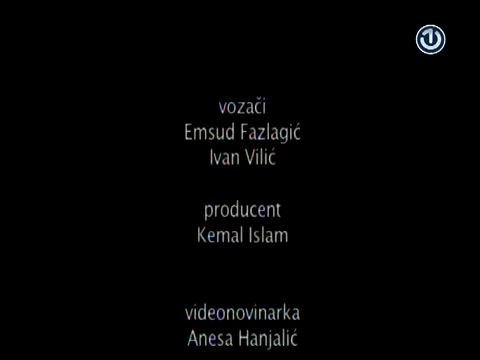 vozači
Emsud Fazlagić
Ivan Vilić
producent
Kemal Islam
videonovinarka
Anesa Hanjalić